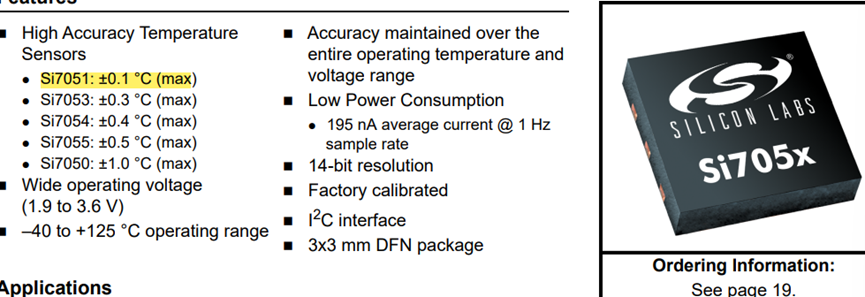 Features
■ High Accuracy Temperature
Sensors
● Si7051: ±0.1 °C (max)
● Si7053: ±0.3 °C (max)
● Si7054: ±0.4 °C (max)
● Si7055: ±0.5 °C (max)
● Si7050: ±1.0 °C (max)
■ Wide operating voltage
(1.9 to 3.6 V)
■ –40 to +125 °C operating range
■ Accuracy maintained over the
entire operating temperature and
voltage range
■ Low Power Consumption
● 195 nA average current @ 1 Hz
sample rate
■ 14-bit resolution
■ Factory calibrated
■ I²C interface
■ 3x3 mm DFN package
Applications
®
SILICON LABS
Si705x
Ordering Information:
See page 19.